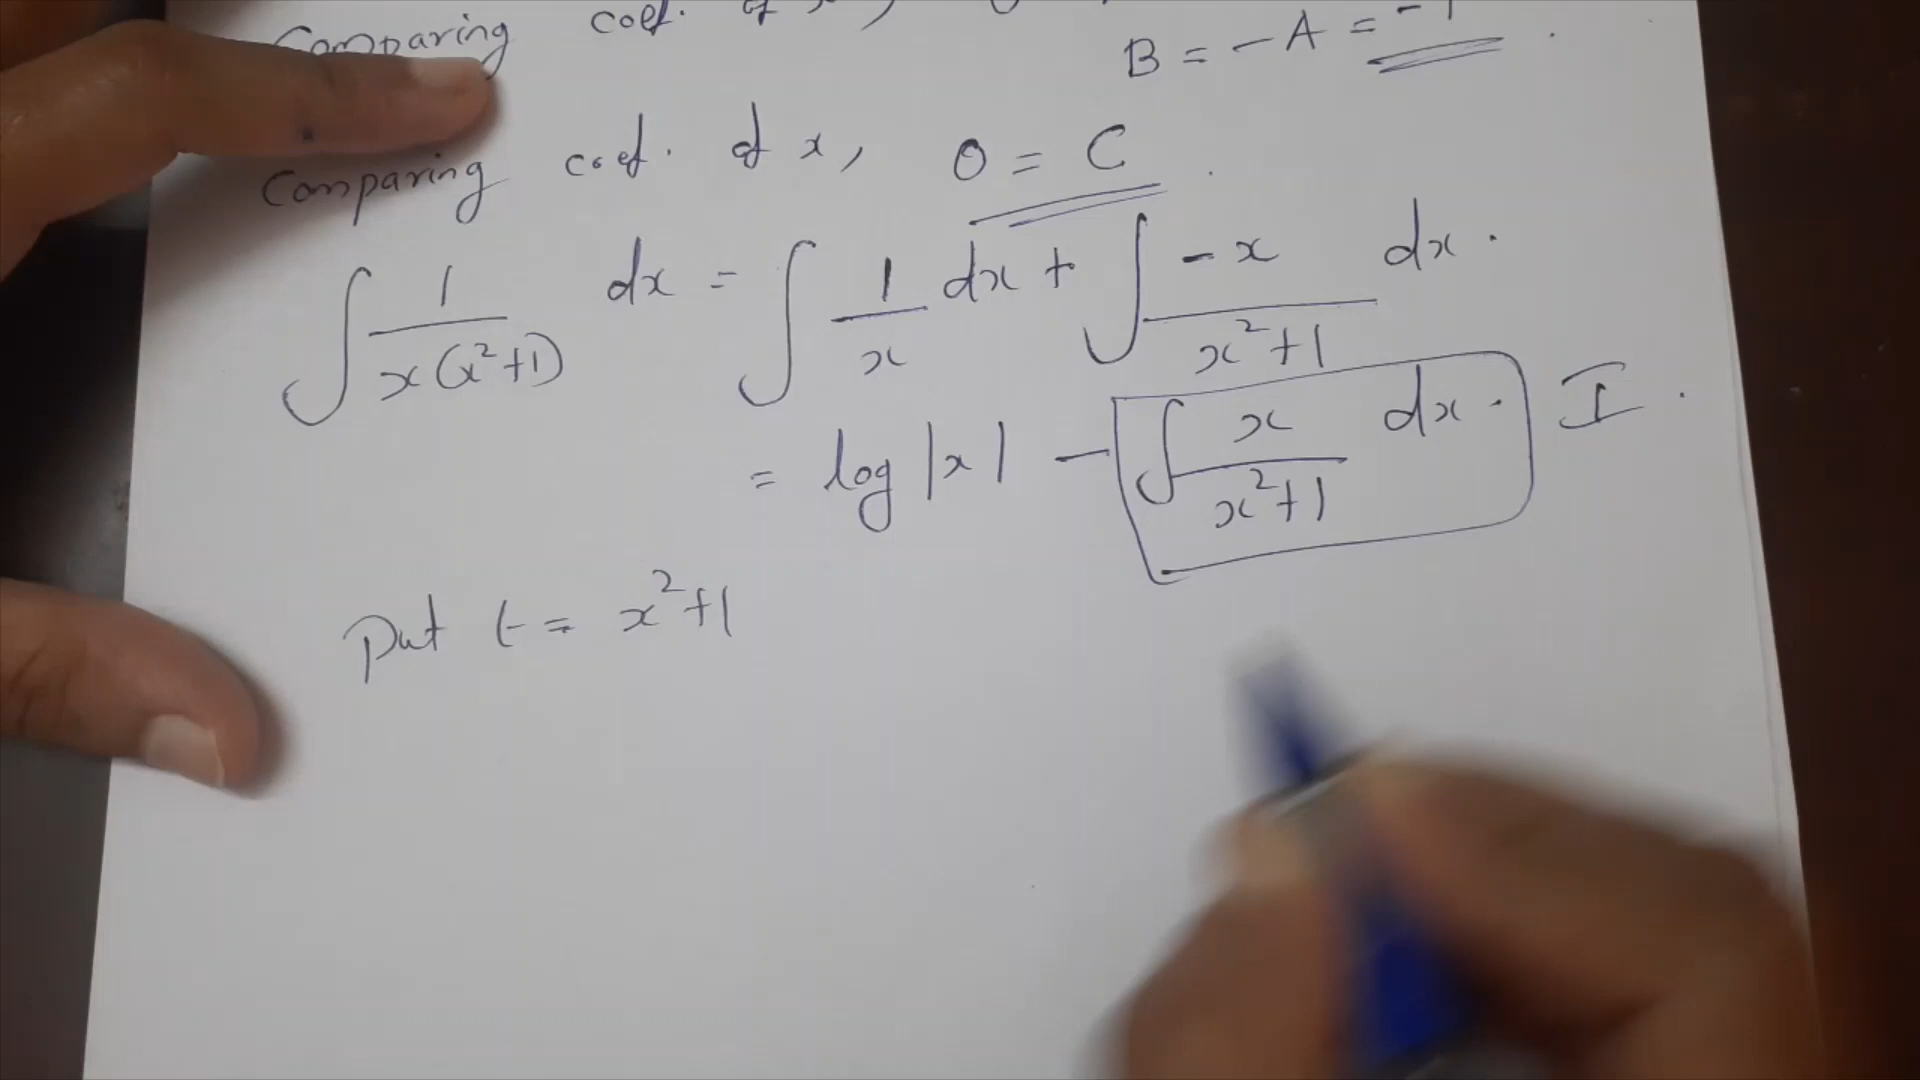 Comparing coef. of
B = -A = -1
Comparing coef. of x, 0 = C
∫ 1/x(x²+1) dx = ∫ 1/x dx + ∫ -x/x²+1 dx.
= log |x| - ∫ x/x²+1 dx. I.
Put t = x²+1